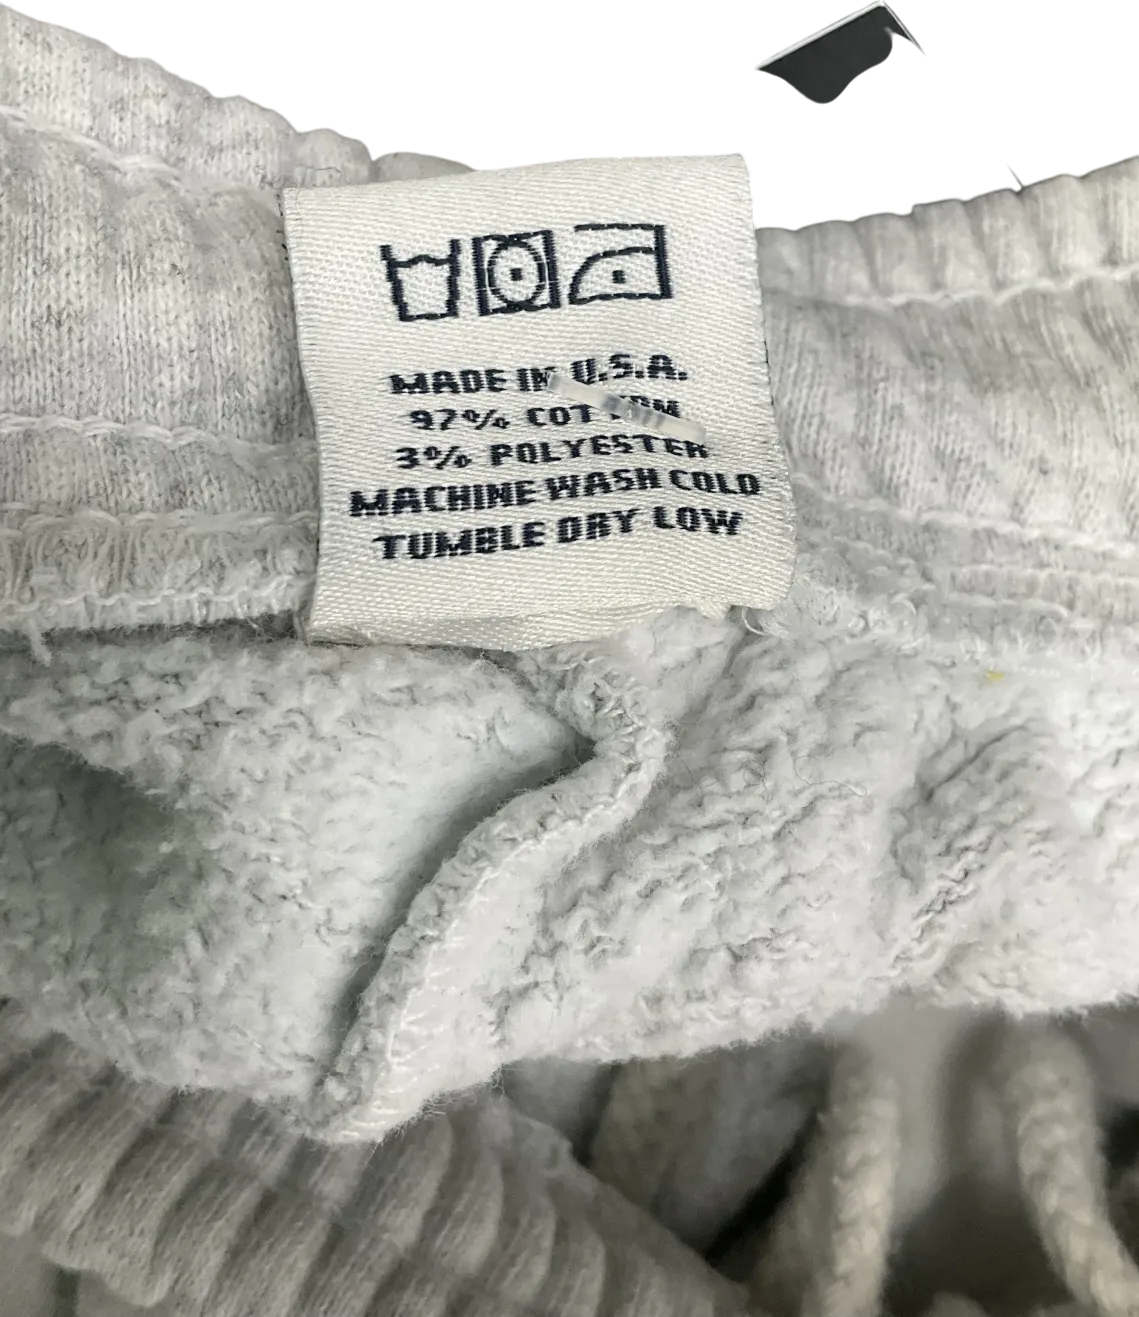 MADE IN U.S.A.
97% COTTON
3% POLYESTER
MACHINE WASH COLD
TUMBLE DRY LOW